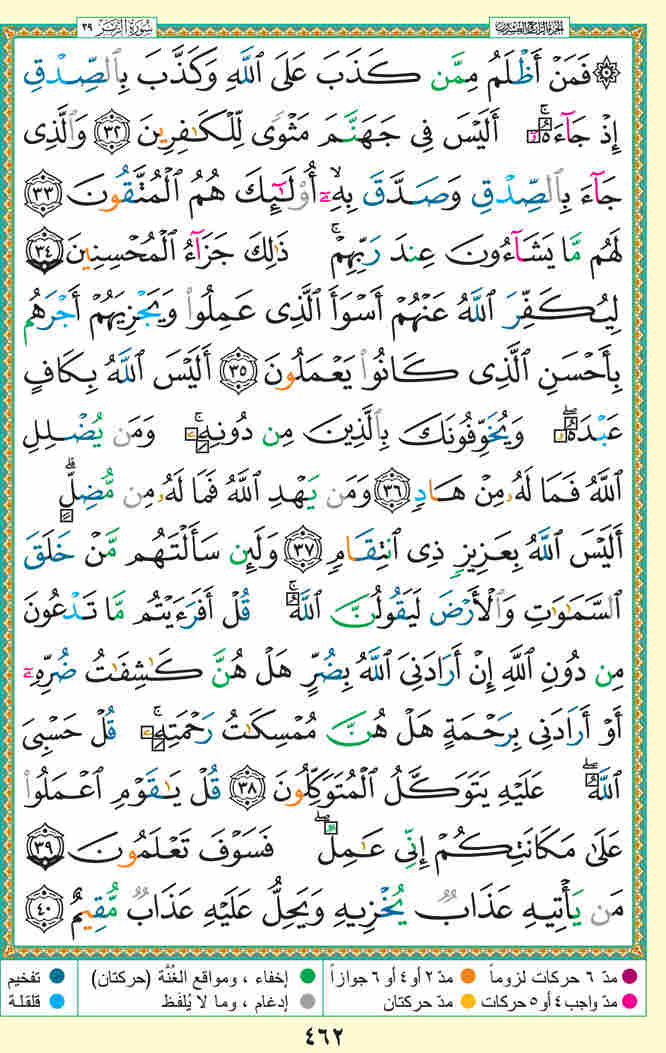 سُورَةُ الزُّمَرِ ٣٩
الجزء الرابع والعشرون
۞ فَمَنْ أَظْلَمُ مِمَّن كَذَبَ عَلَى ٱللَّهِ وَكَذَّبَ بِٱلصِّدْقِ
إِذْ جَآءَهُۥٓ ۚ أَلَيْسَ فِى جَهَنَّمَ مَثْوًى لِّلْكَـٰفِرِينَ ٣٢ وَٱلَّذِى
جَآءَ بِٱلصِّدْقِ وَصَدَّقَ بِهِۦٓ ۙ أُو۟لَـٰٓئِكَ هُمُ ٱلْمُتَّقُونَ ٣٣
لَهُم مَّا يَشَآءُونَ عِندَ رَبِّهِمْ ۚ ذَٰلِكَ جَزَآءُ ٱلْمُحْسِنِينَ ٣٤
لِيُكَفِّرَ ٱللَّهُ عَنْهُمْ أَسْوَأَ ٱلَّذِى عَمِلُوا۟ وَيَجْزِيَهُمْ أَجْرَهُم
بِأَحْسَنِ ٱلَّذِى كَانُوا۟ يَعْمَلُونَ ٣٥ أَلَيْسَ ٱللَّهُ بِكَافٍ
عَبْدَهُۥ ۖ وَيُخَوِّفُونَكَ بِٱلَّذِينَ مِن دُونِهِۦ ۚ وَمَن يُضْلِلِ
ٱللَّهُ فَمَا لَهُۥ مِنْ هَادٍ ٣٦ وَمَن يَهْدِ ٱللَّهُ فَمَا لَهُۥ مِن مُّضِلٍّ ۗ
أَلَيْسَ ٱللَّهُ بِعَزِيزٍ ذِى ٱنتِقَامٍ ٣٧ وَلَئِن سَأَلْتَهُم مَّنْ خَلَقَ
ٱلسَّمَـٰوَٰتِ وَٱلْأَرْضَ لَيَقُولُنَّ ٱللَّهُ ۚ قُلْ أَفَرَءَيْتُم مَّا تَدْعُونَ
مِن دُونِ ٱللَّهِ إِنْ أَرَادَنِىَ ٱللَّهُ بِضُرٍّ هَلْ هُنَّ كَـٰشِفَـٰتُ ضُرِّهِۦٓ
أَوْ أَرَادَنِى بِرَحْمَةٍ هَلْ هُنَّ مُمْسِكَـٰتُ رَحْمَتِهِۦ ۚ قُلْ حَسْبِىَ
ٱللَّهُ ۖ عَلَيْهِ يَتَوَكَّلُ ٱلْمُتَوَكِّلُونَ ٣٨ قُلْ يَـٰقَوْمِ ٱعْمَلُوا۟
عَلَىٰ مَكَانَتِكُمْ إِنِّى عَـٰمِلٌ ۖ فَسَوْفَ تَعْلَمُونَ ٣٩
مَن يَأْتِيهِ عَذَابٌ يُخْزِيهِ وَيَحِلُّ عَلَيْهِ عَذَابٌ مُّقِيمٌ ٤٠
مدّ ٦ حركات لزوماً مدّ ٢ أو ٤ أو ٦ جوازاً إخفاء ، ومواقع الغُنَّة (حركتان) تفخيم
مدّ واجب ٤ أو ٥ حركات مدّ حركتان إدغام ، وما لا يُلفَظ قلقلة
٤٦٢